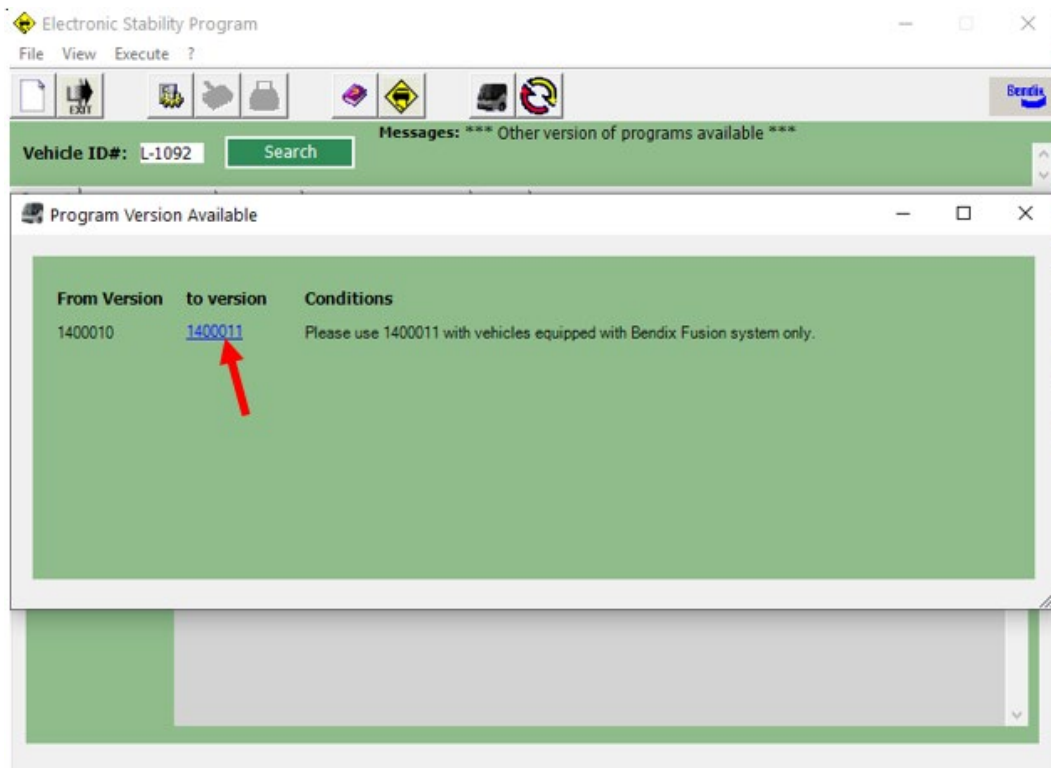 Electronic Stability Program
File View Execute ?
EXIT
Bendix
Messages: *** Other version of programs available ***
Vehicle ID#: L-1092 Search
Program Version Available
From Version to version Conditions
1400010 1400011 Please use 1400011 with vehicles equipped with Bendix Fusion system only.